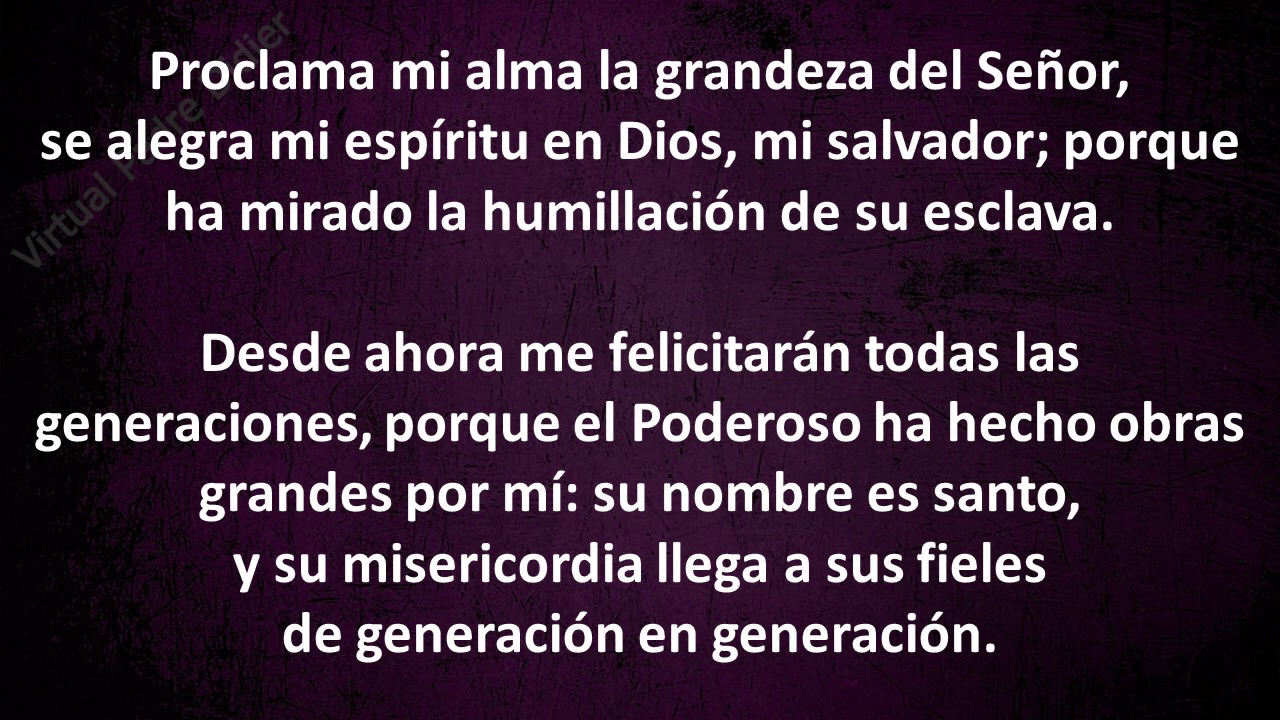 Proclama mi alma la grandeza del Señor,
se alegra mi espíritu en Dios, mi salvador; porque
ha mirado la humillación de su esclava.
Desde ahora me felicitarán todas las
generaciones, porque el Poderoso ha hecho obras
grandes por mí: su nombre es santo,
y su misericordia llega a sus fieles
de generación en generación.